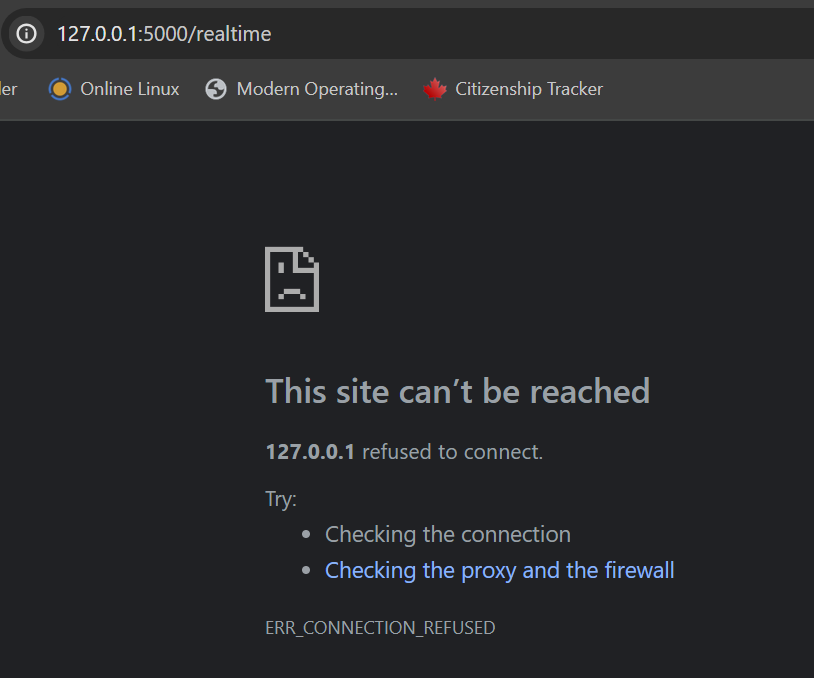 127.0.0.1:5000/realtime
er Online Linux Modern Operating... Citizenship Tracker
This site can’t be reached
127.0.0.1 refused to connect.
Try:
• Checking the connection
• Checking the proxy and the firewall
ERR_CONNECTION_REFUSED